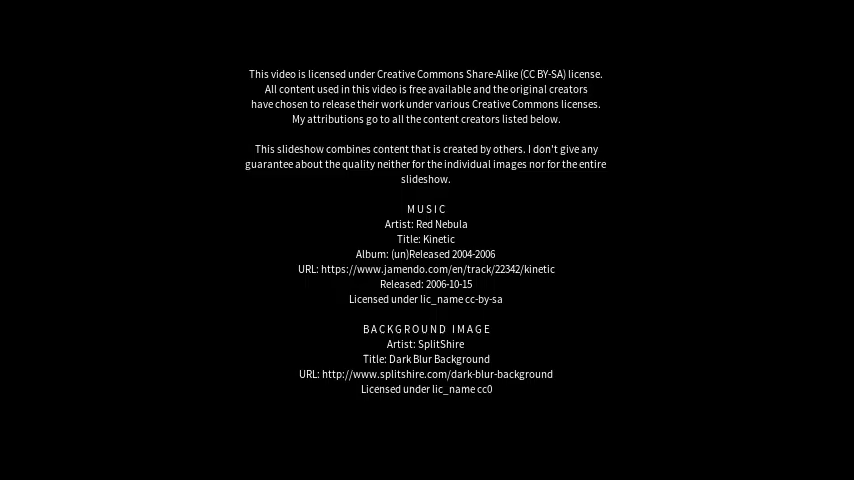 This video is licensed under Creative Commons Share-Alike (CC BY-SA) license.
All content used in this video is free available and the original creators
have chosen to release their work under various Creative Commons licenses.
My attributions go to all the content creators listed below.
This slideshow combines content that is created by others. I don't give any
guarantee about the quality neither for the individual images nor for the entire
slideshow.
MUSIC
Artist: Red Nebula
Title: Kinetic
Album: (un)Released 2004-2006
URL: https://www.jamendo.com/en/track/22342/kinetic
Released: 2006-10-15
Licensed under lic_name cc-by-sa
BACKGROUND IMAGE
Artist: SplitShire
Title: Dark Blur Background
URL: http://www.splitshire.com/dark-blur-background
Licensed under lic_name cc0